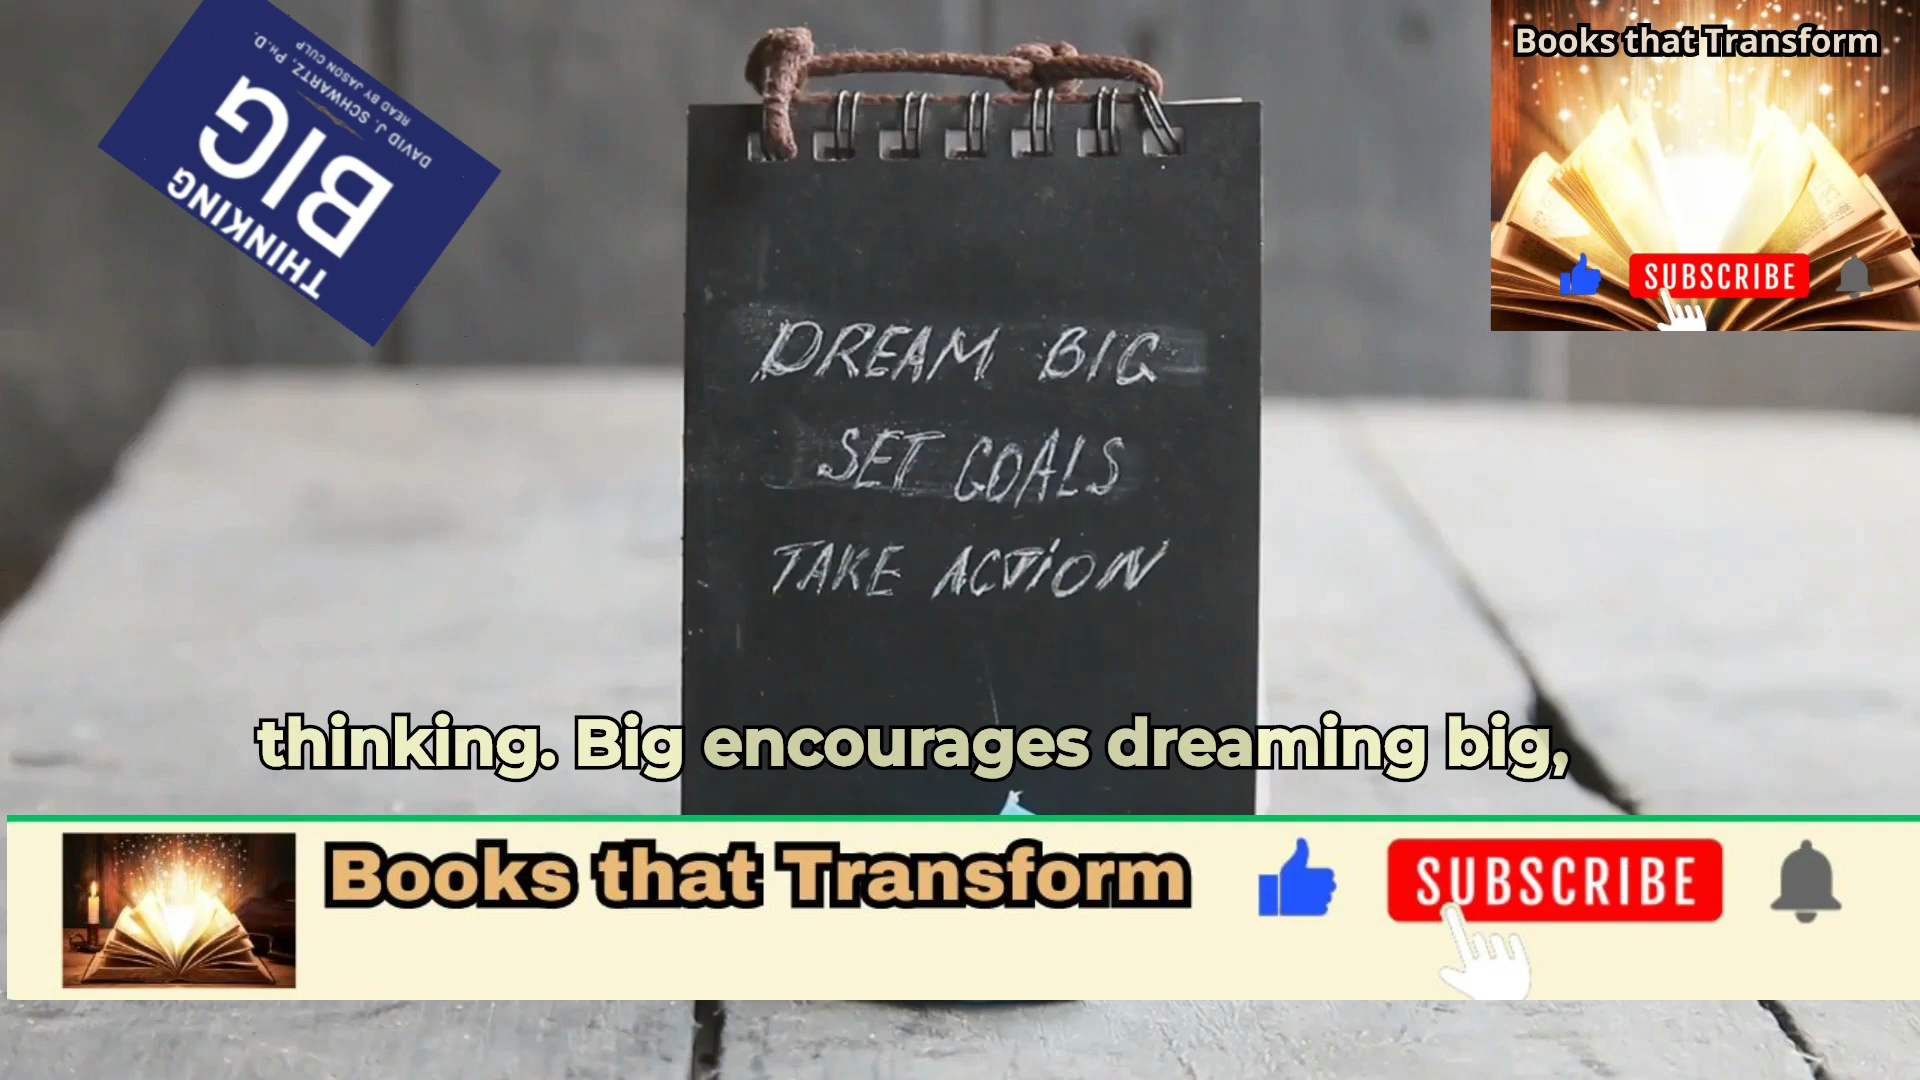 THINKING
BIG
DAVID J. SCHWARTZ, PH.D.
READ BY JASON CULP
Books that Transform
SUBSCRIBE
DREAM BIG
SET GOALS
TAKE ACTION
thinking. Big encourages dreaming big,
Books that Transform
SUBSCRIBE